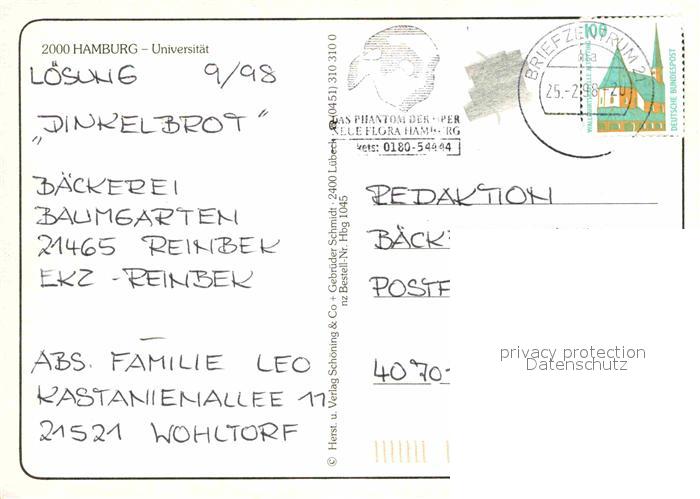 2000 HAMBURG – Universität
LÖSUNG 9/98
„DINKELBROT"
BÄCKEREI
BAUMGARTEN
21465 REINBEK
EKZ - REINBEK
ABS. FAMILIE LEO
KASTANIENALLEE 11
21521 WOHLTORF
© Herst. u. Verlag Schöning & Co + Gebrüder Schmidt · 2400 Lübeck (0451) 310 310 0
nz Bestell-Nr. Hbg 1045
DAS PHANTOM DER OPER
NEUE FLORA HAMBURG
kets: 0180-54444
BRIEFZENTRUM 21
25.-2.98-20
100
DEUTSCHE BUNDESPOST
REDAKTION
BÄCK
POSTF
4070-
privacy protection
Datenschutz